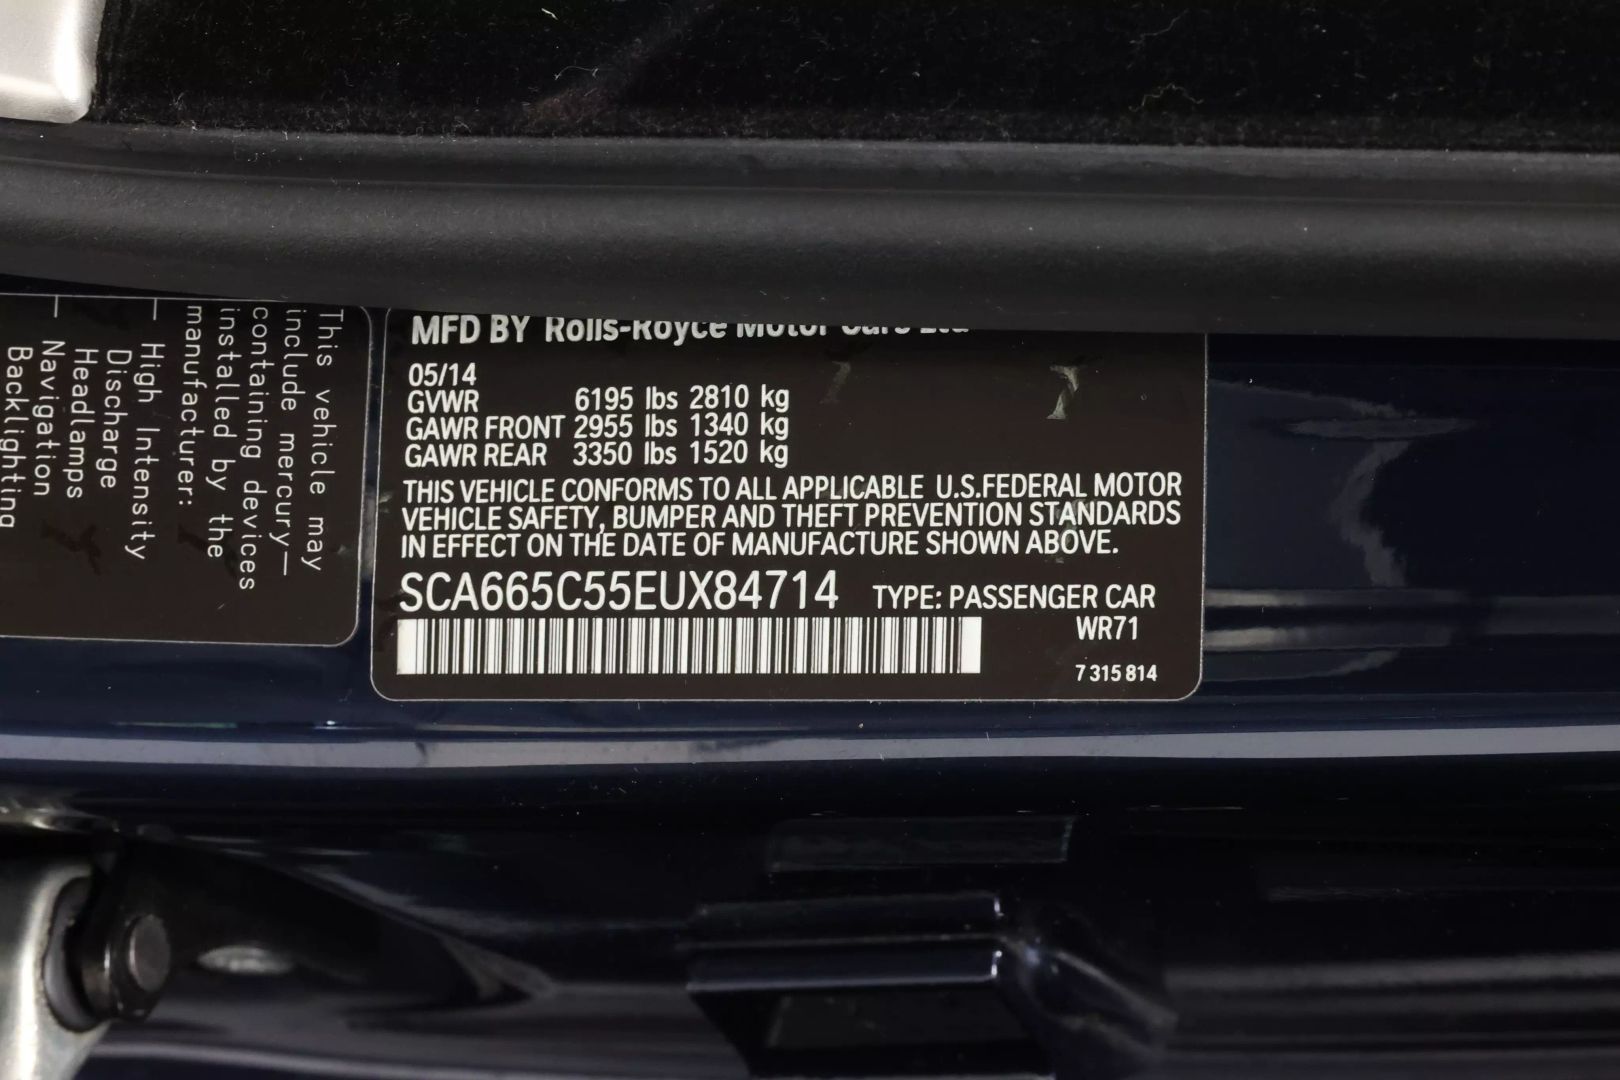 This vehicle may
include mercury—
containing devices
installed by the
manufacturer:
— High Intensity
Discharge
Headlamps
— Navigation
Backlighting
MFD BY Rolls-Royce Motor Cars Ltd
05/14
GVWR 6195 lbs 2810 kg
GAWR FRONT 2955 lbs 1340 kg
GAWR REAR 3350 lbs 1520 kg
THIS VEHICLE CONFORMS TO ALL APPLICABLE U.S.FEDERAL MOTOR
VEHICLE SAFETY, BUMPER AND THEFT PREVENTION STANDARDS
IN EFFECT ON THE DATE OF MANUFACTURE SHOWN ABOVE.
SCA665C55EUX84714 TYPE: PASSENGER CAR
WR71
7 315 814